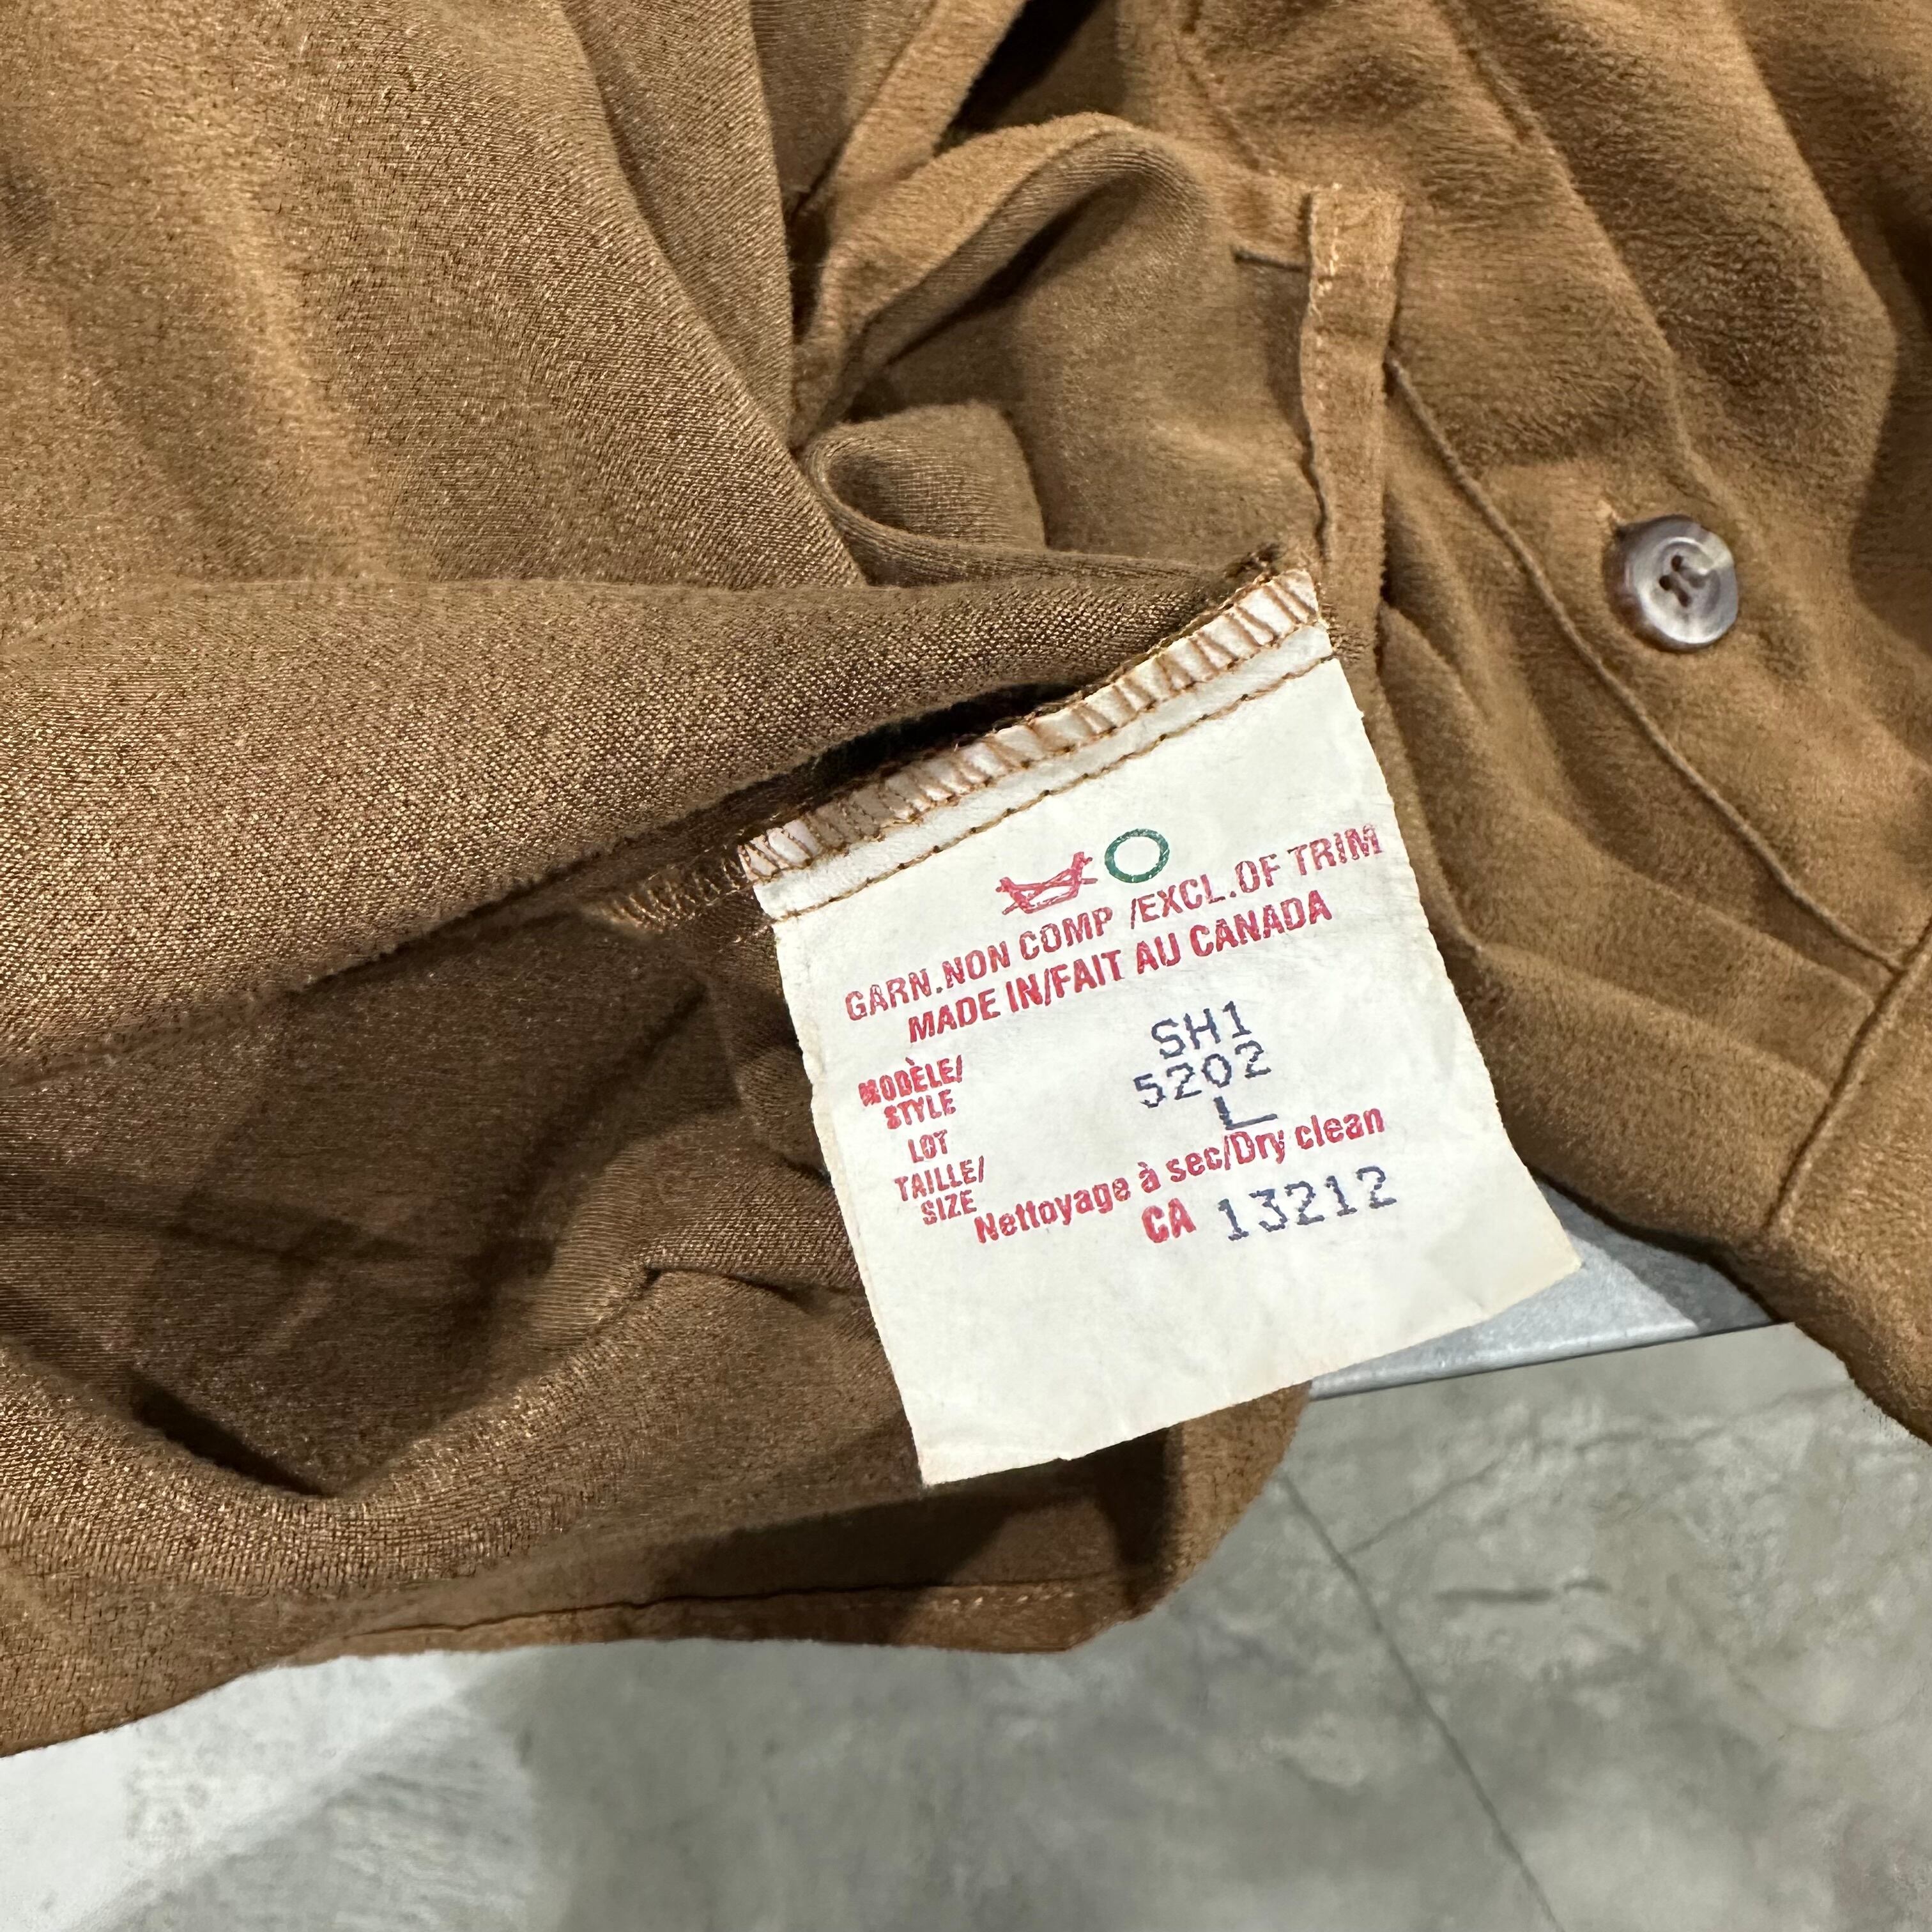 GARN.NON COMP /EXCL.OF TRIM
MADE IN/FAIT AU CANADA
MODÈLE/
STYLE SH1
LOT 5202
TAILLE/
SIZE L
Nettoyage à sec/Dry clean
CA 13212